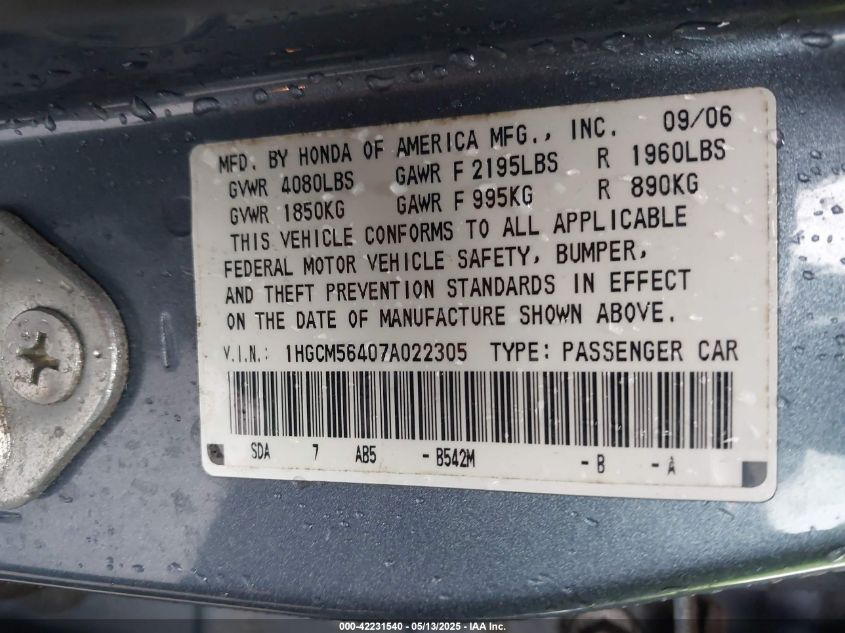 MFD. BY HONDA OF AMERICA MFG., INC. 09/06
GVWR 4080LBS GAWR F 2195LBS R 1960LBS
GVWR 1850KG GAWR F 995KG R 890KG
THIS VEHICLE CONFORMS TO ALL APPLICABLE
FEDERAL MOTOR VEHICLE SAFETY, BUMPER,
AND THEFT PREVENTION STANDARDS IN EFFECT
ON THE DATE OF MANUFACTURE SHOWN ABOVE.
V.I.N.: 1HGCM56407A022305 TYPE: PASSENGER CAR
SDA 7 AB5 - B542M - B - A
000-42231540 - 05/13/2025 - IAA Inc.